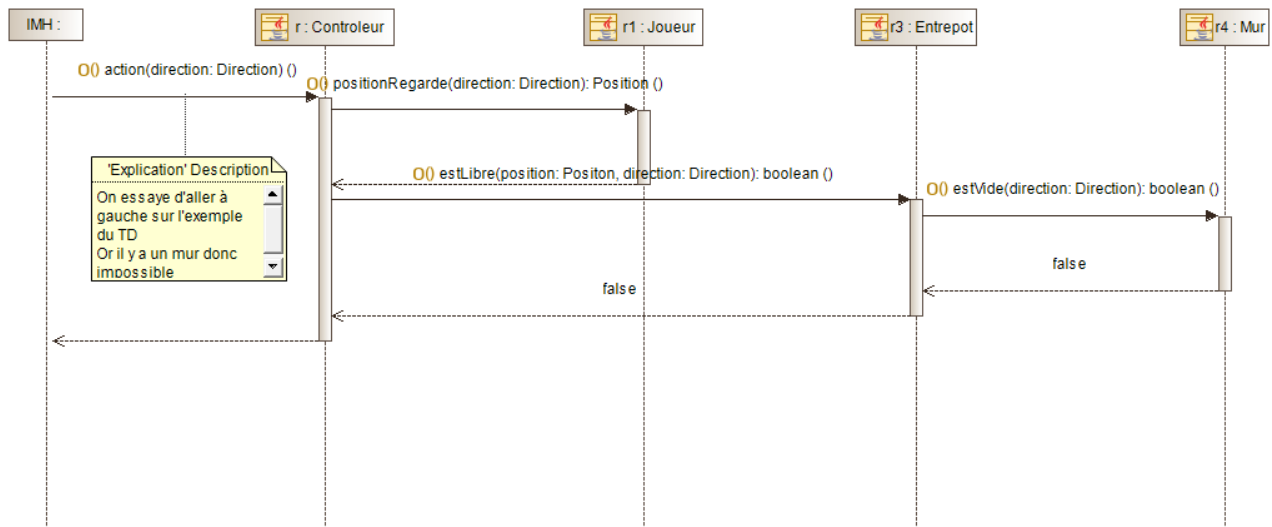 IMH :
r : Controleur
r1 : Joueur
r3 : Entrepot
r4 : Mur
O() action(direction: Direction) ()
O() positionRegarde(direction: Direction): Position ()
'Explication' Description
On essaye d'aller à
gauche sur l'exemple
du TD
Or il y a un mur donc
impossible
O() estLibre(position: Positon, direction: Direction): boolean ()
O() estVide(direction: Direction): boolean ()
false
false